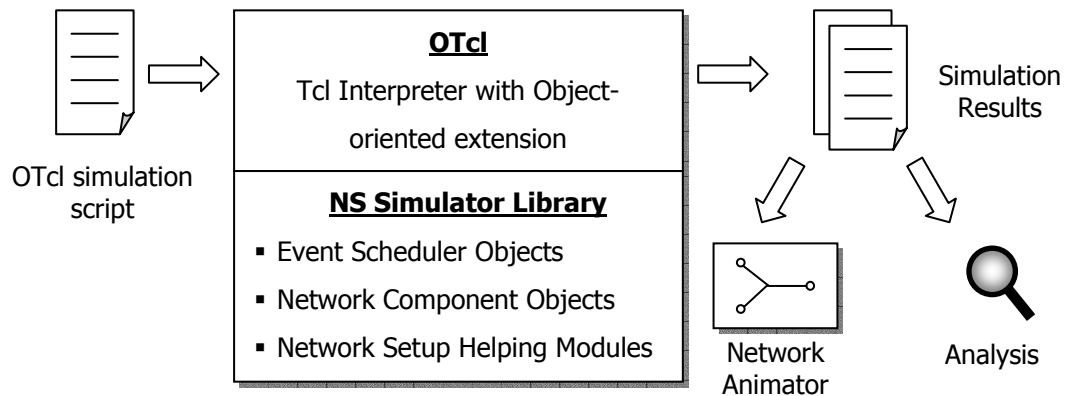 OTcl simulation
script
OTcl
Tcl Interpreter with Object-
oriented extension
NS Simulator Library
▪ Event Scheduler Objects
▪ Network Component Objects
▪ Network Setup Helping Modules
Simulation
Results
Network
Animator
Analysis